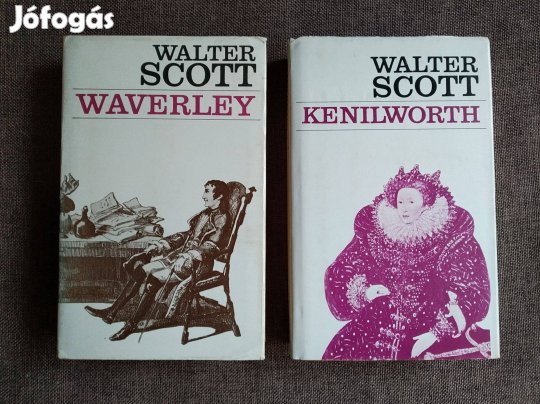 Jófogás
WALTER
SCOTT
WAVERLEY
WALTER
SCOTT
KENILWORTH